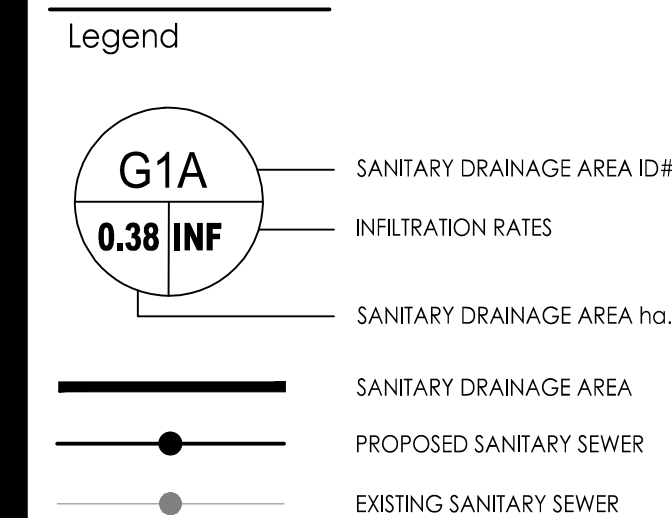 Legend
G1A
SANITARY DRAINAGE AREA ID#
0.38 INF
INFILTRATION RATES
SANITARY DRAINAGE AREA ha.
SANITARY DRAINAGE AREA
PROPOSED SANITARY SEWER
EXISTING SANITARY SEWER